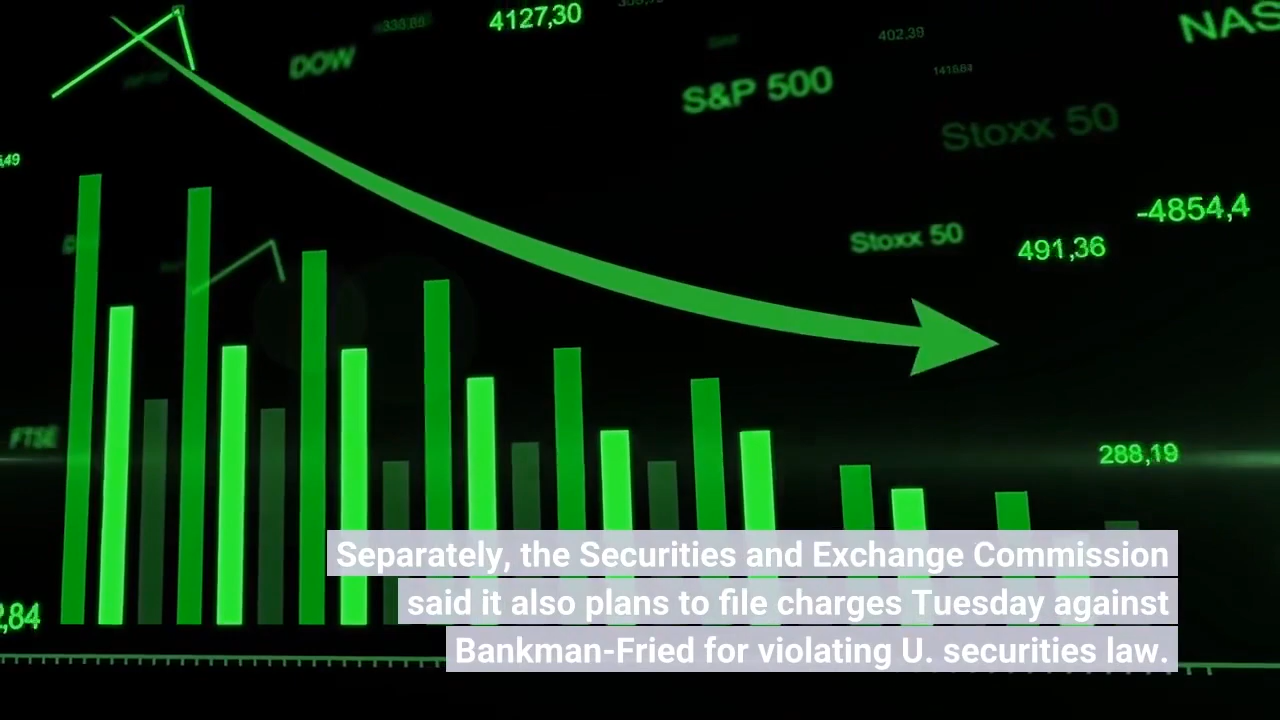 4127,30
NAS
DOW
402,39
S&P 500
Stoxx 50
-4854,4
Stoxx 50
491,36
FTSE
288,19
Separately, the Securities and Exchange Commission
said it also plans to file charges Tuesday against
Bankman-Fried for violating U. securities law.